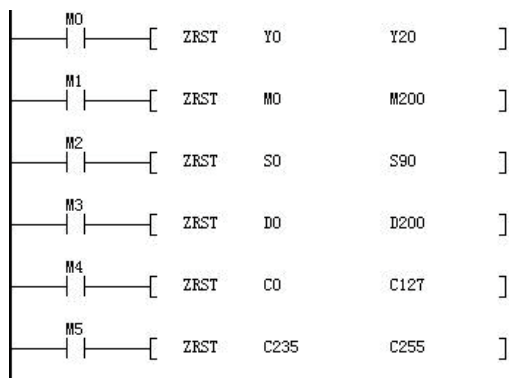 M0
[ ZRST Y0 Y20 ]
M1
[ ZRST M0 M200 ]
M2
[ ZRST S0 S90 ]
M3
[ ZRST D0 D200 ]
M4
[ ZRST C0 C127 ]
M5
[ ZRST C235 C255 ]